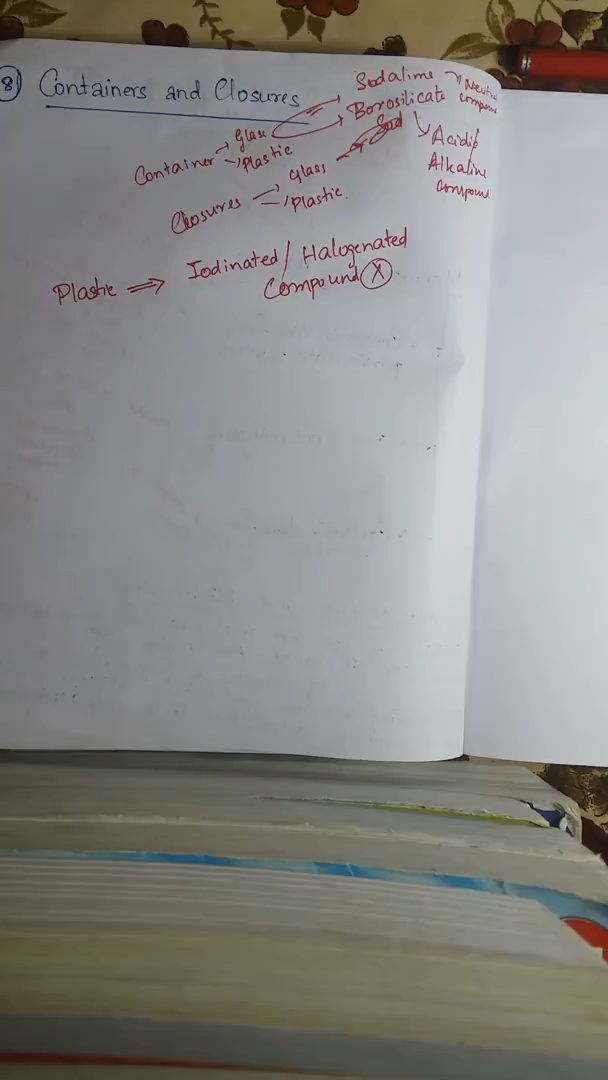 8) Containers and Closures
Container → Glass → Sodalime → Neutral compound
→ Borosilicate → Acidic Alkaline compound
→ Plastic
Closures → Glass
→ Plastic.
Plastic ⇒ Iodinated / Halogenated
Compound (X).